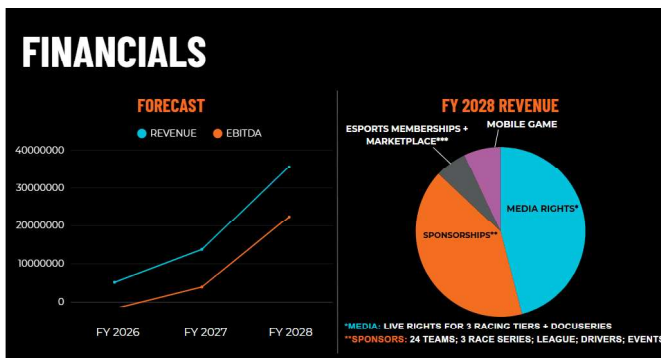 FINANCIALS
FORECAST
REVENUE EBITDA
40000000
30000000
20000000
10000000
0
FY 2026 FY 2027 FY 2028
FY 2028 REVENUE
ESPORTS MEMBERSHIPS +
MARKETPLACE***
MOBILE GAME
MEDIA RIGHTS*
SPONSORSHIPS**
*MEDIA: LIVE RIGHTS FOR 3 RACING TIERS + DOCUSERIES
**SPONSORS: 24 TEAMS; 3 RACE SERIES; LEAGUE; DRIVERS; EVENTS